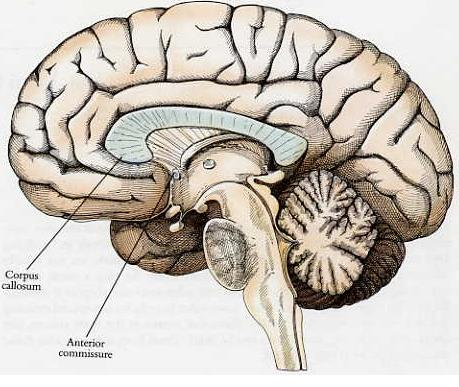 Corpus
callosum
Anterior
commissure